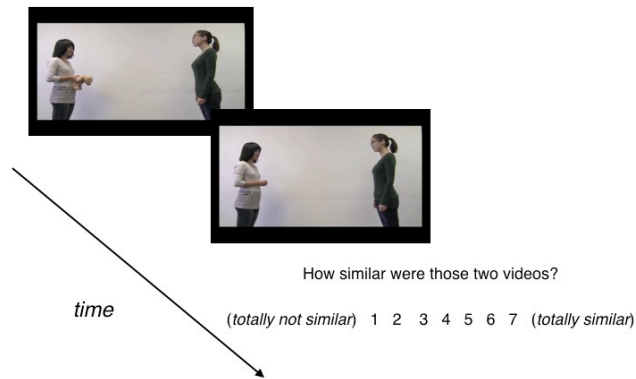 How similar were those two videos?
time
(totally not similar) 1 2 3 4 5 6 7 (totally similar)